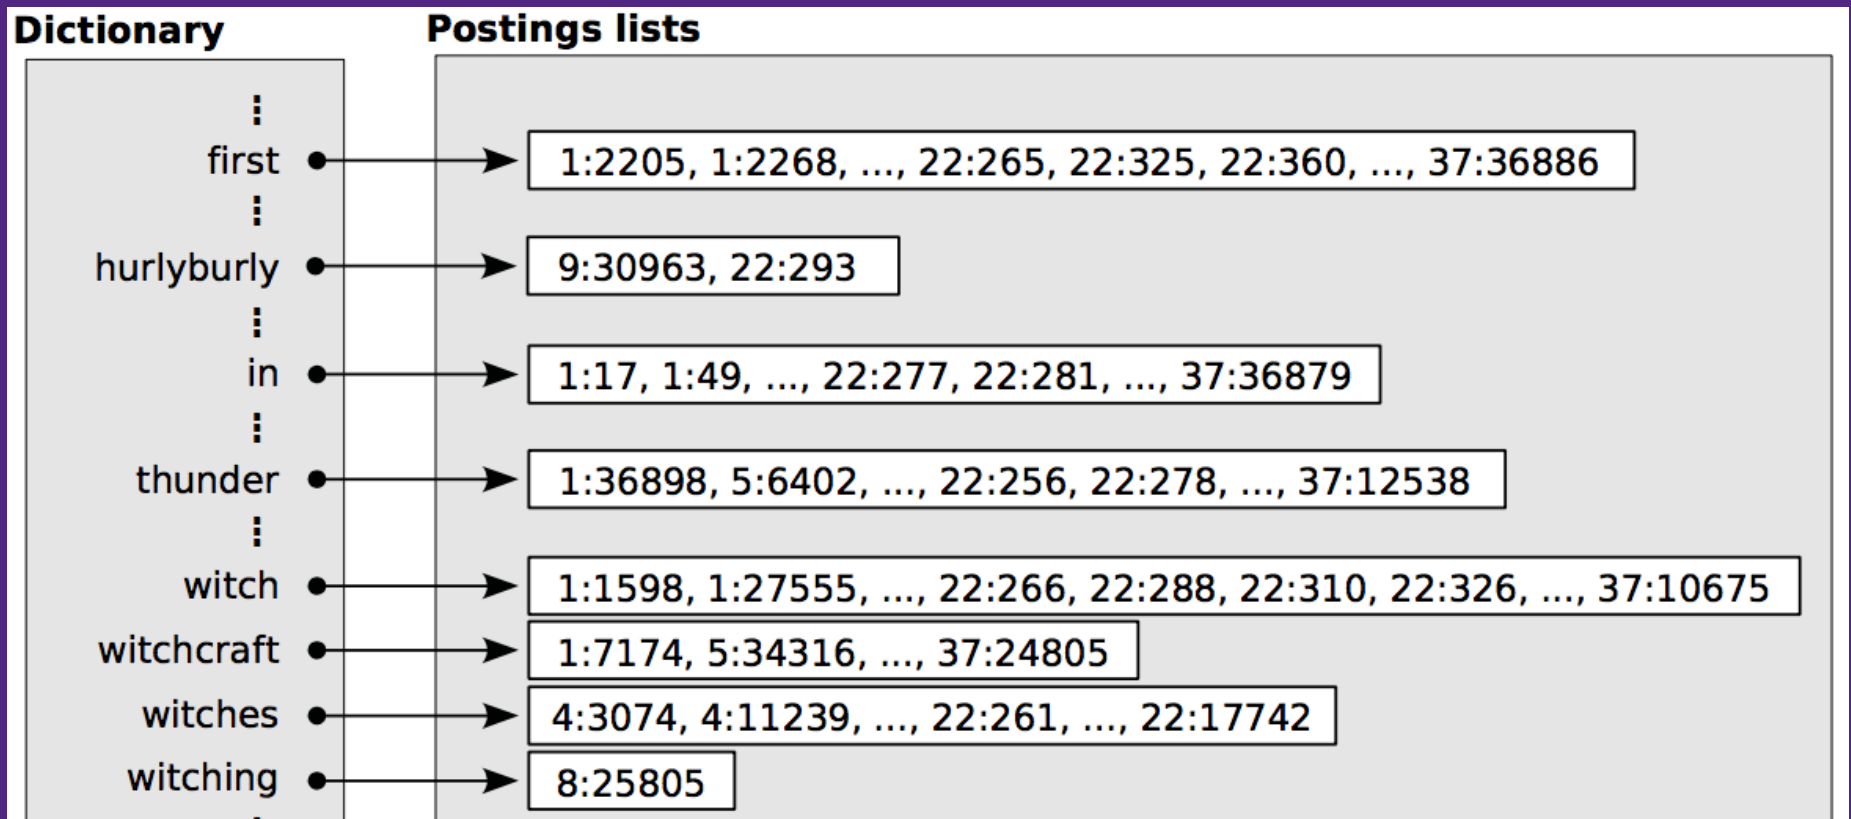 Dictionary Postings lists
first 1:2205, 1:2268, ..., 22:265, 22:325, 22:360, ..., 37:36886
hurlyburly 9:30963, 22:293
in 1:17, 1:49, ..., 22:277, 22:281, ..., 37:36879
thunder 1:36898, 5:6402, ..., 22:256, 22:278, ..., 37:12538
witch 1:1598, 1:27555, ..., 22:266, 22:288, 22:310, 22:326, ..., 37:10675
witchcraft 1:7174, 5:34316, ..., 37:24805
witches 4:3074, 4:11239, ..., 22:261, ..., 22:17742
witching 8:25805